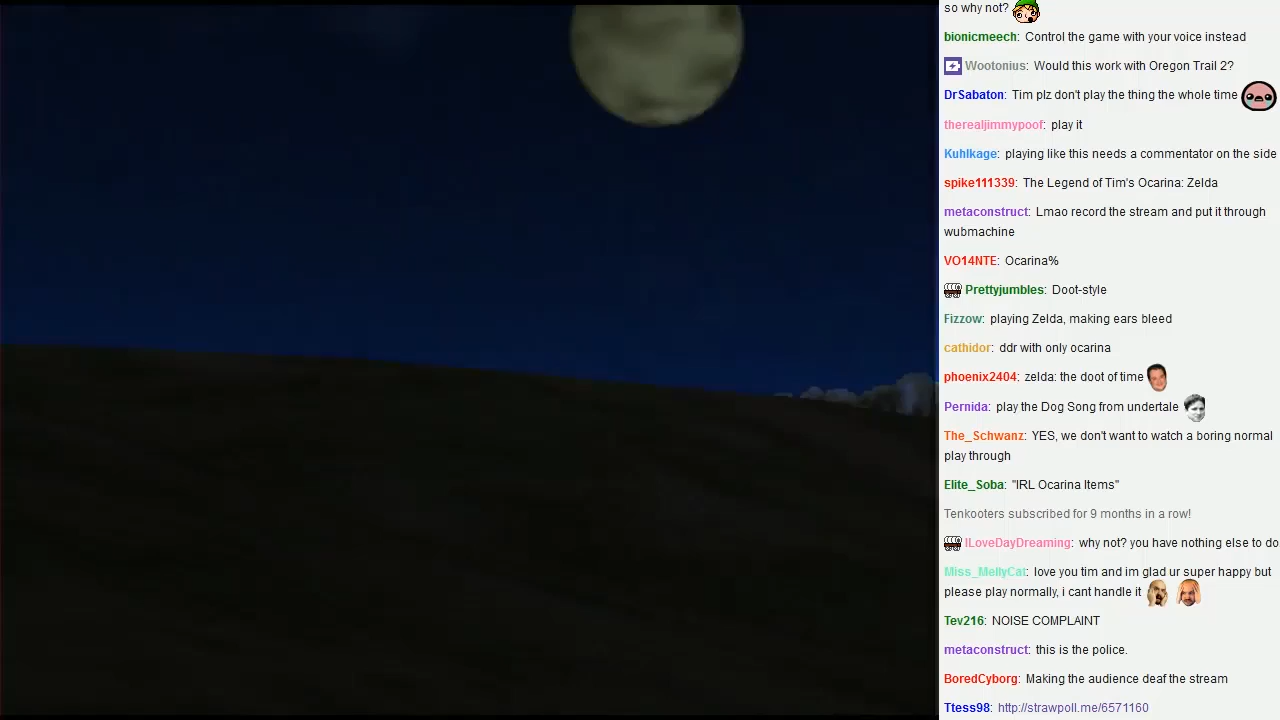 so why not?
bionicmeech: Control the game with your voice instead
Wootonius: Would this work with Oregon Trail 2?
DrSabaton: Tim plz don't play the thing the whole time
therealjimmypoof: play it
Kuhlkage: playing like this needs a commentator on the side
spike111339: The Legend of Tim's Ocarina: Zelda
metaconstruct: Lmao record the stream and put it through
wubmachine
VO14NTE: Ocarina%
Prettyjumbles: Doot-style
Fizzow: playing Zelda, making ears bleed
cathidor: ddr with only ocarina
phoenix2404: zelda: the doot of time
Pernida: play the Dog Song from undertale
The_Schwanz: YES, we don't want to watch a boring normal
play through
Elite_Soba: "IRL Ocarina Items"
Tenkooters subscribed for 9 months in a row!
ILoveDayDreaming: why not? you have nothing else to do
Miss_MellyCat: love you tim and im glad ur super happy but
please play normally, i cant handle it
Tev216: NOISE COMPLAINT
metaconstruct: this is the police.
BoredCyborg: Making the audience deaf the stream
Ttess98: http://strawpoll.me/6571160